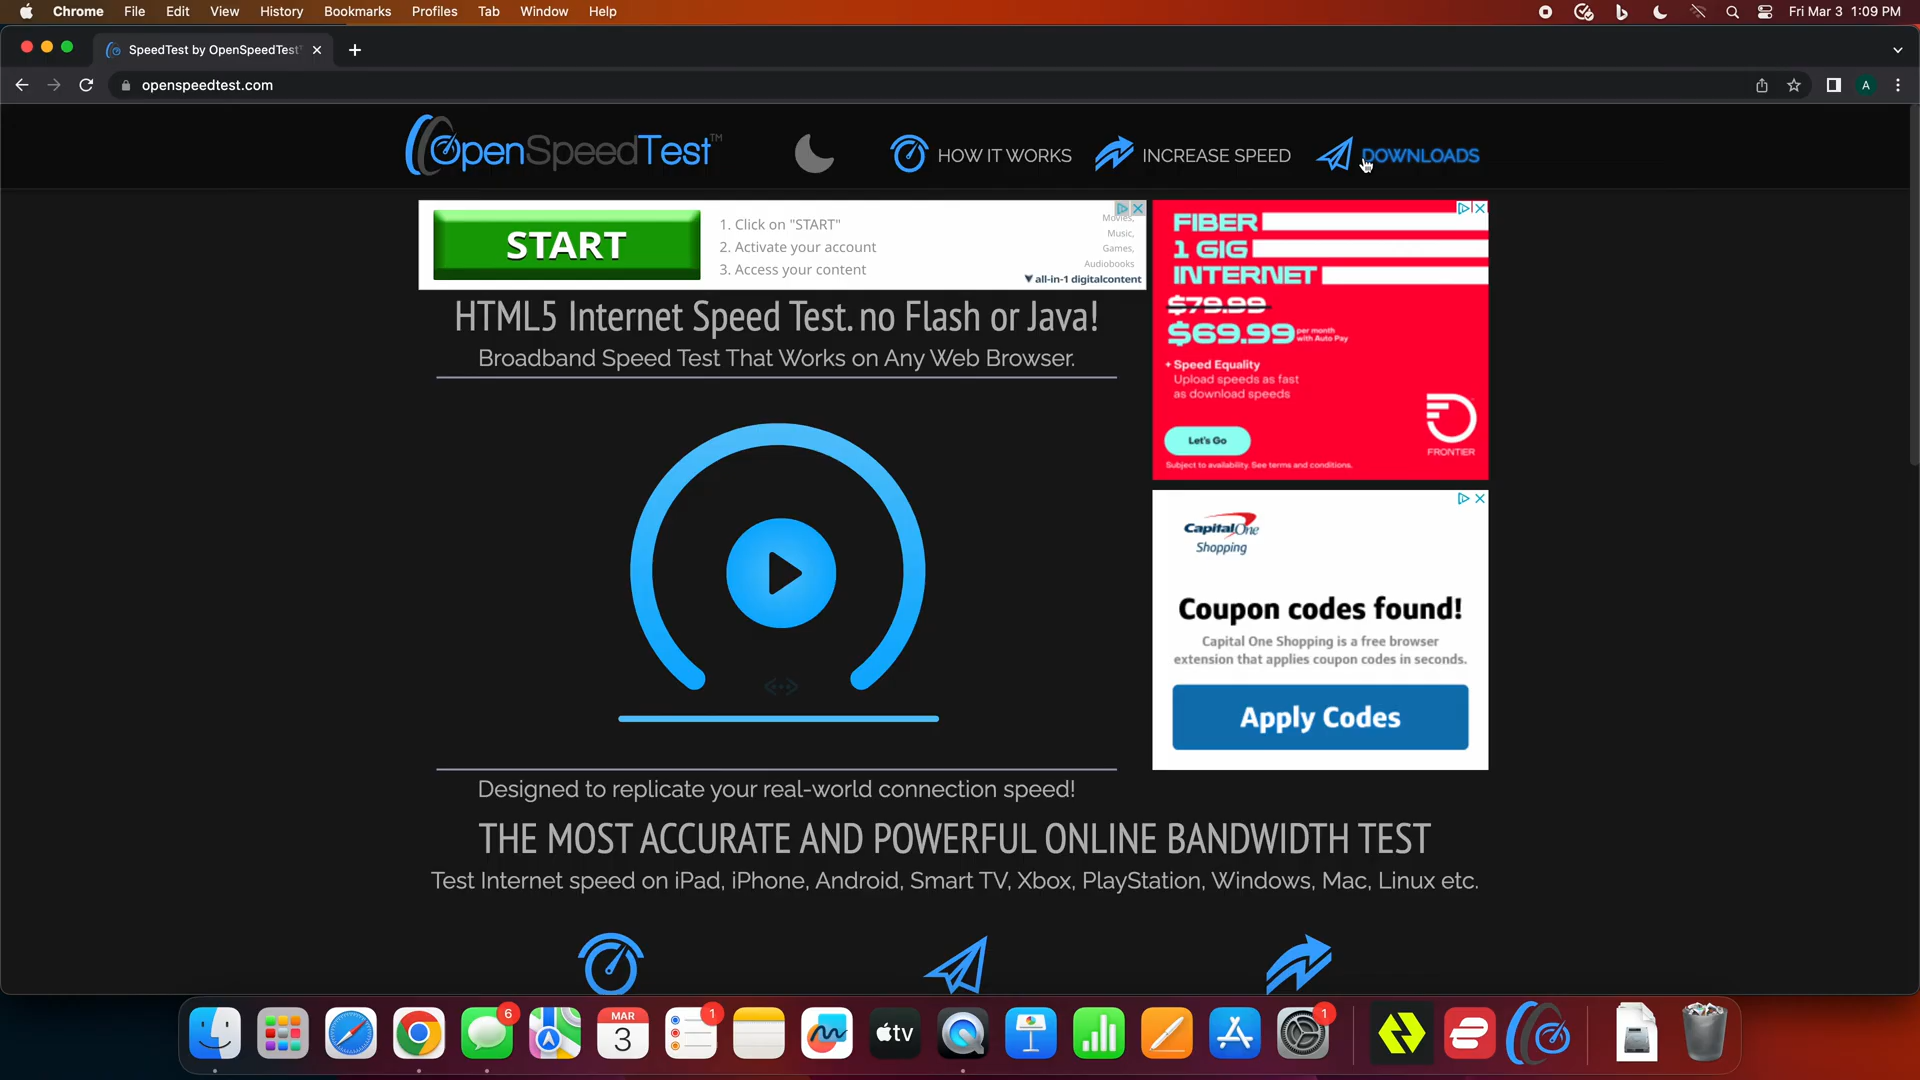 Chrome File Edit View History Bookmarks Profiles Tab Window Help
Fri Mar 3 1:09 PM
SpeedTest by OpenSpeedTest
openspeedtest.com
A
OpenSpeedTest™
HOW IT WORKS
INCREASE SPEED
DOWNLOADS
START
1. Click on "START"
2. Activate your account
3. Access your content
Movies,
Music,
Games,
Audiobooks
all-in-1 digitalcontent
FIBER
1 GIG
INTERNET
$79.99
$69.99 per month
with Auto Pay
+ Speed Equality
Upload speeds as fast
as download speeds
Let's Go
FRONTIER
Subject to availability. See terms and conditions.
HTML5 Internet Speed Test. no Flash or Java!
Broadband Speed Test That Works on Any Web Browser.
Capital One
Shopping
Coupon codes found!
Capital One Shopping is a free browser
extension that applies coupon codes in seconds.
Apply Codes
Designed to replicate your real-world connection speed!
THE MOST ACCURATE AND POWERFUL ONLINE BANDWIDTH TEST
Test Internet speed on iPad, iPhone, Android, Smart TV, Xbox, PlayStation, Windows, Mac, Linux etc.
6
MAR
3
1
tv
1